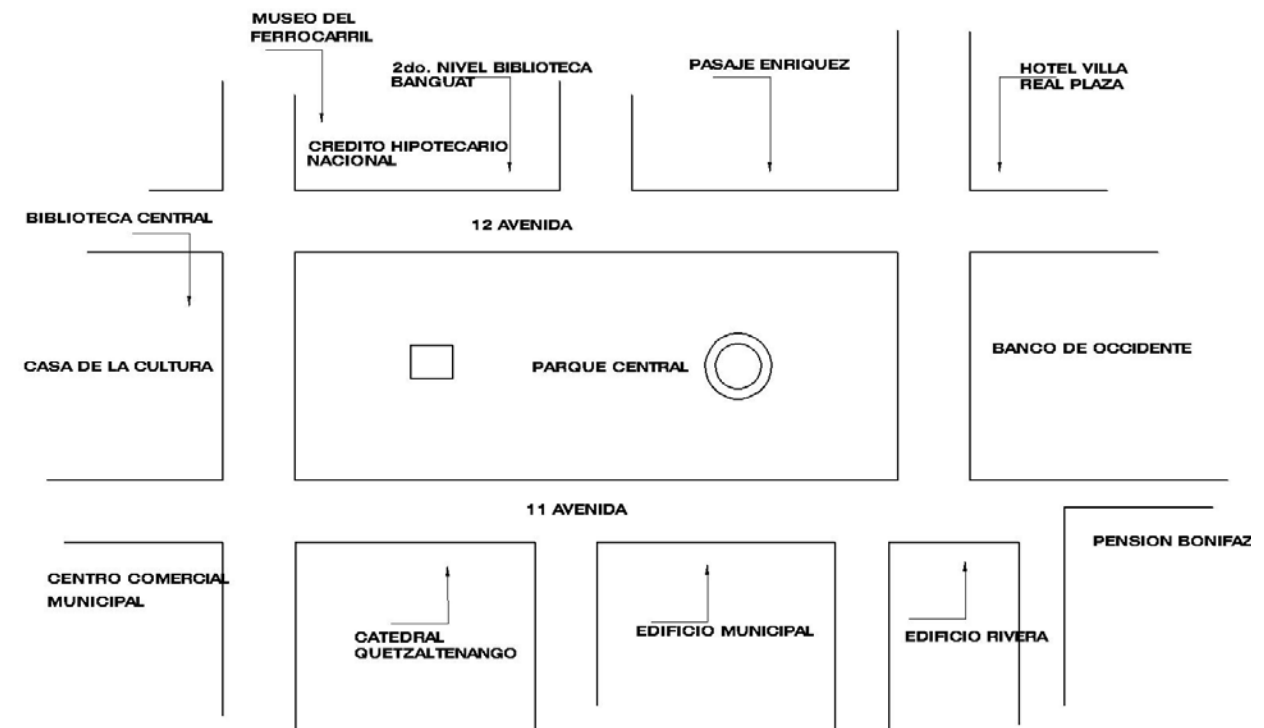 MUSEO DEL
FERROCARRIL
2do. NIVEL BIBLIOTECA
BANGUAT
PASAJE ENRIQUEZ
HOTEL VILLA
REAL PLAZA
CREDITO HIPOTECARIO
NACIONAL
BIBLIOTECA CENTRAL
12 AVENIDA
CASA DE LA CULTURA
PARQUE CENTRAL
BANCO DE OCCIDENTE
11 AVENIDA
PENSION BONIFAZ
CENTRO COMERCIAL
MUNICIPAL
CATEDRAL
QUETZALTENANGO
EDIFICIO MUNICIPAL
EDIFICIO RIVERA